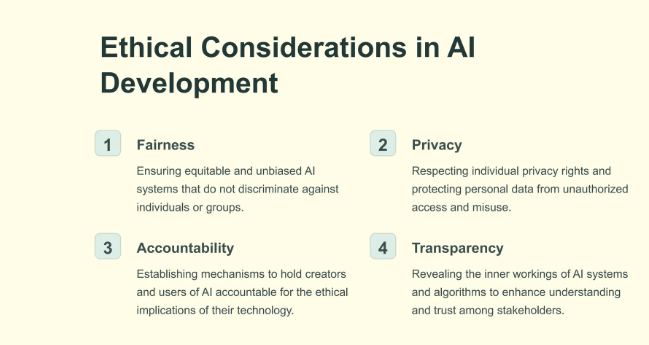 Ethical Considerations in AI
Development
1
Fairness
Ensuring equitable and unbiased AI
systems that do not discriminate against
individuals or groups.
2
Privacy
Respecting individual privacy rights and
protecting personal data from unauthorized
access and misuse.
3
Accountability
Establishing mechanisms to hold creators
and users of AI accountable for the ethical
implications of their technology.
4
Transparency
Revealing the inner workings of AI systems
and algorithms to enhance understanding
and trust among stakeholders.